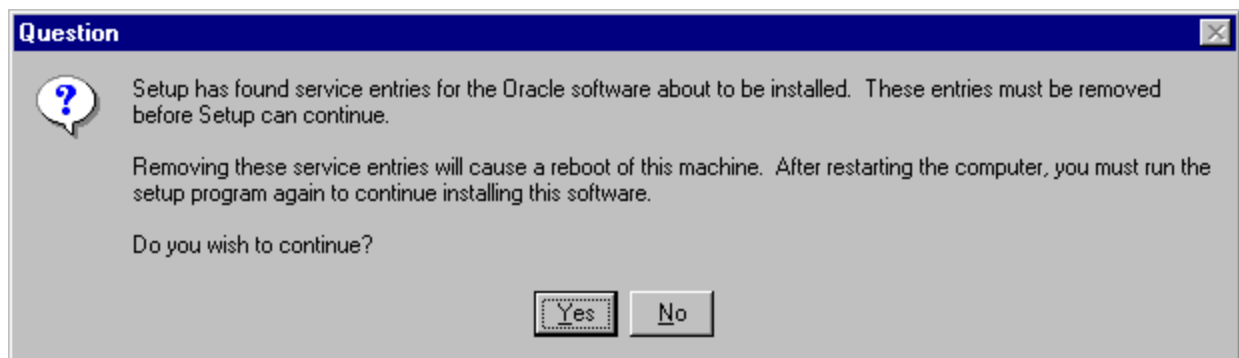 Question
Setup has found service entries for the Oracle software about to be installed.  These entries must be removed
before Setup can continue.
Removing these service entries will cause a reboot of this machine.  After restarting the computer, you must run the
setup program again to continue installing this software.
Do you wish to continue?
Yes No